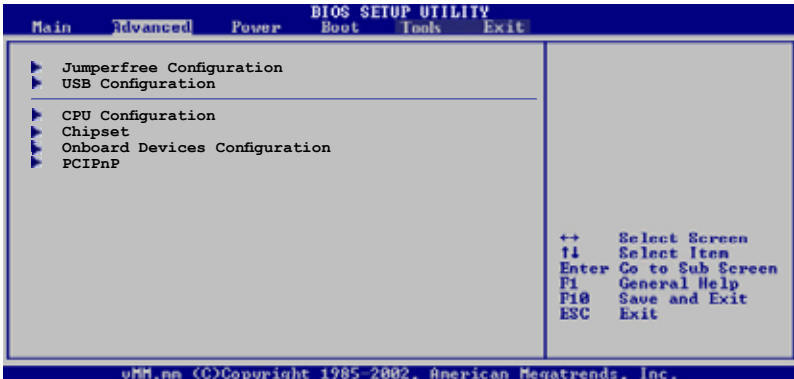 BIOS SETUP UTILITY
Main Advanced Power Boot Tools Exit
Jumperfree Configuration
USB Configuration
CPU Configuration
Chipset
Onboard Devices Configuration
PCIPnP
←→ Select Screen
↑↓ Select Item
Enter Go to Sub Screen
F1 General Help
F10 Save and Exit
ESC Exit
vMM.nn (C)Copyright 1985-2002, American Megatrends, Inc.